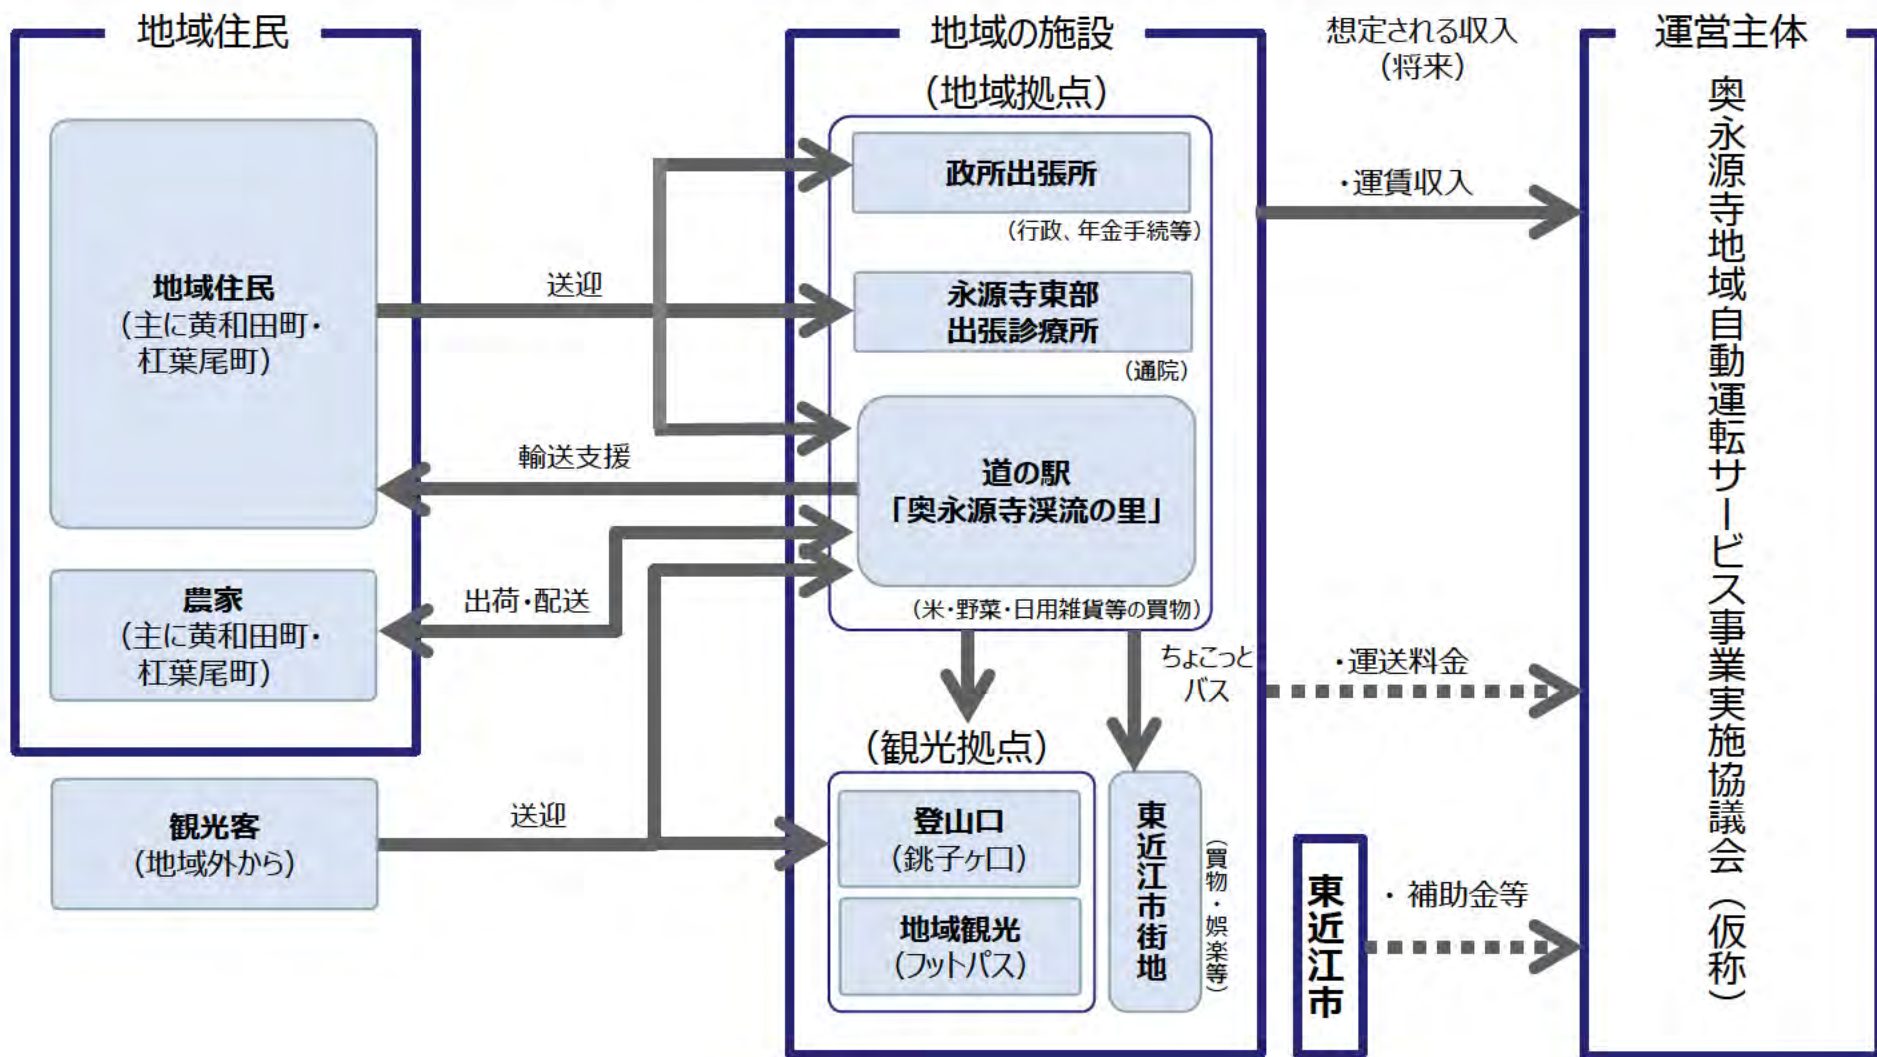 地域住民
地域住民
（主に黄和田町・
杠葉尾町）
農家
（主に黄和田町・
杠葉尾町）
観光客
（地域外から）
送迎
輸送支援
出荷・配送
送迎
地域の施設
（地域拠点）
政所出張所
（行政、年金手続等）
永源寺東部
出張診療所
（通院）
道の駅
「奥永源寺渓流の里」
（米・野菜・日用雑貨等の買物）
ちょこっと
バス
（観光拠点）
登山口
（銚子ヶ口）
地域観光
（フットパス）
東近江市街地
（買物・娯楽等）
想定される収入
（将来）
・運賃収入
・運送料金
東近江市
・ 補助金等
運営主体
奥永源寺地域自動運転サービス事業実施協議会（仮称）